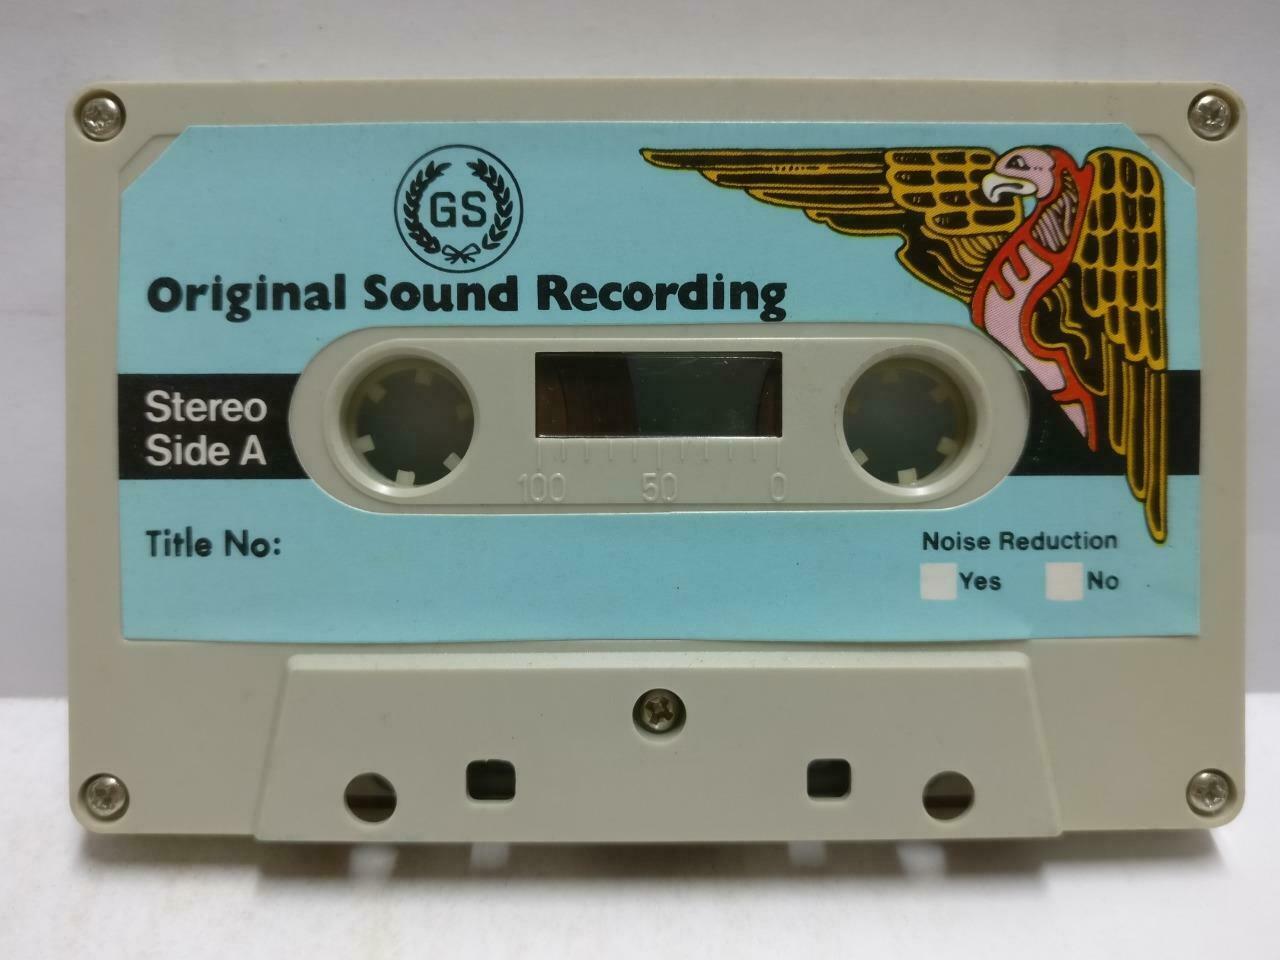 GS
Original Sound Recording
Stereo
Side A
100 50 0
Title No:
Noise Reduction
Yes No